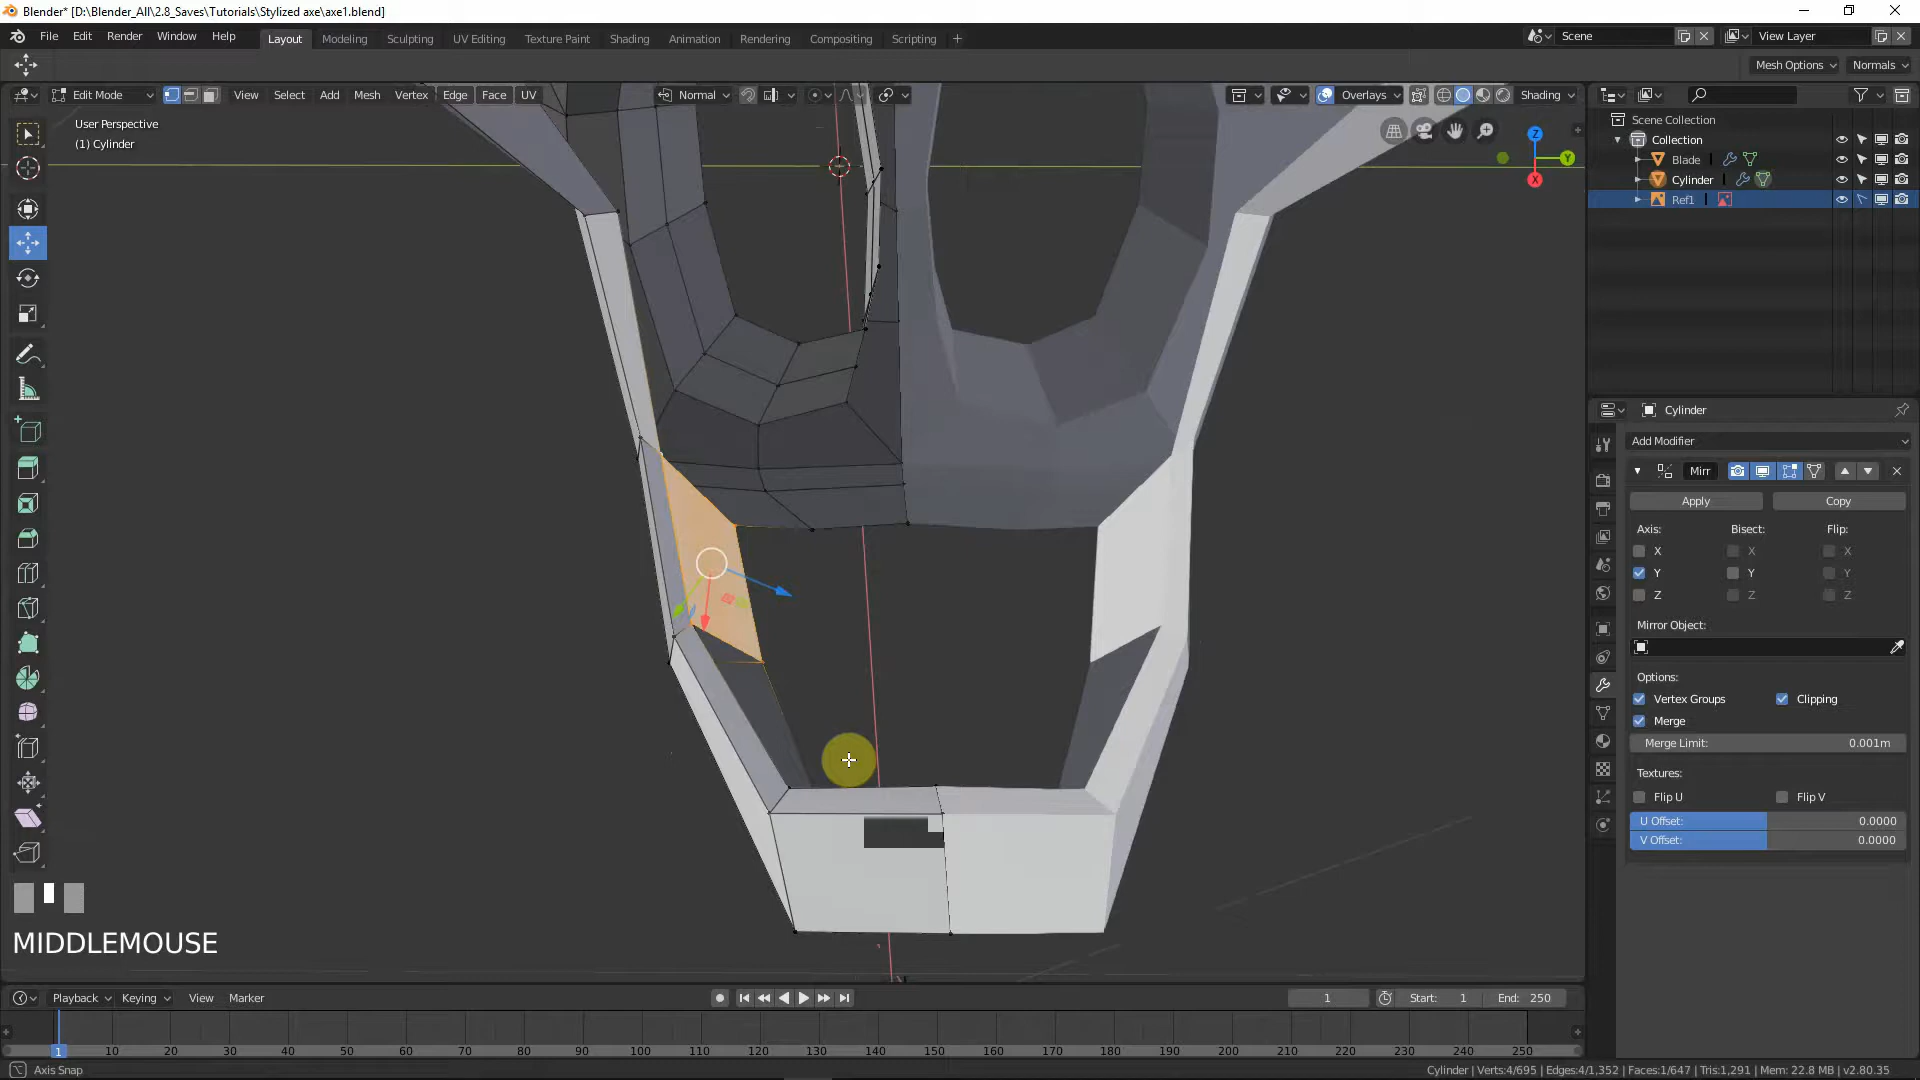 Blender* [D:\Blender_All\2.8_Saves\Tutorials\Stylized axe\axe1.blend]
File Edit Render Window Help Layout Modeling Sculpting UV Editing Texture Paint Shading Animation Rendering Compositing Scripting + Scene View Layer
Mesh Options Normals
Edit Mode View Select Add Mesh Vertex Edge Face UV Normal Overlays Shading
User Perspective
(1) Cylinder
Z
Y
X
Scene Collection
Collection
Blade
Cylinder
Ref1
Cylinder
Add Modifier
Mirr
Apply Copy
Axis: Bisect: Flip:
X X X
Y Y Y
Z Z Z
Mirror Object:
Options:
Vertex Groups Clipping
Merge
Merge Limit: 0.001m
Textures:
Flip U Flip V
U Offset: 0.0000
V Offset: 0.0000
MIDDLEMOUSE
Playback Keying View Marker 1 Start: 1 End: 250
1 10 20 30 40 50 60 70 80 90 100 110 120 130 140 150 160 170 180 190 200 210 220 230 240 250
Axis Snap Cylinder | Verts:4/695 | Edges:4/1,352 | Faces:1/647 | Tris:1,291 | Mem: 22.8 MB | v2.80.35